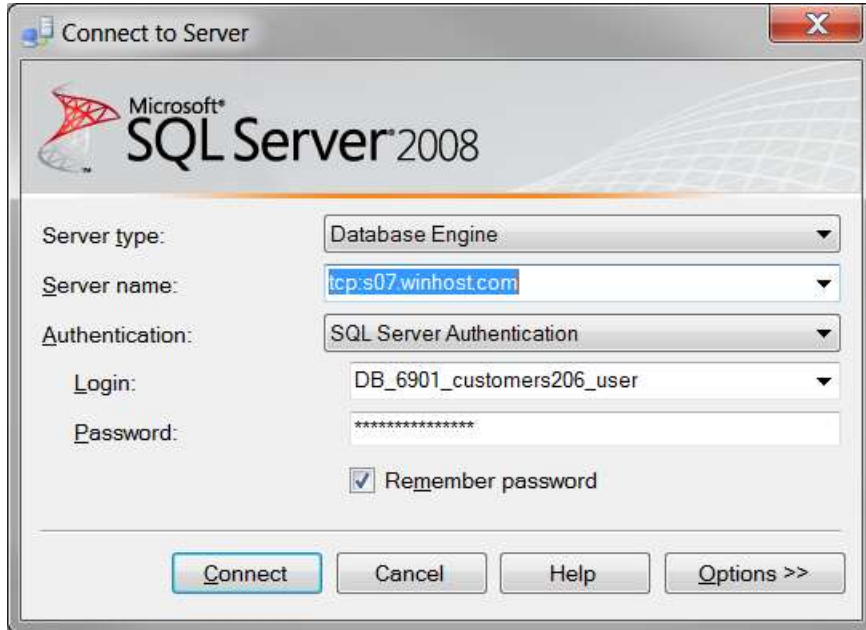 Connect to Server
Microsoft®
SQL Server® 2008
Server type: Database Engine
Server name: tcp:s07.winhost.com
Authentication: SQL Server Authentication
Login: DB_6901_customers206_user
Password: ***************
Remember password
Connect Cancel Help Options >>